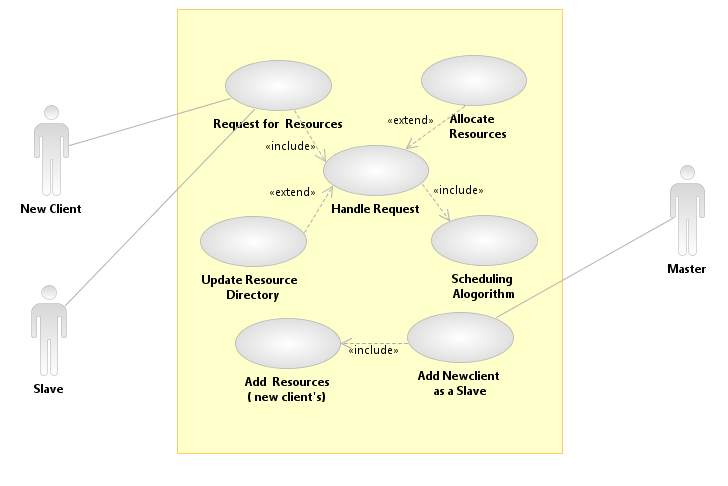 Request for  Resources
«extend»
Allocate
Resources
«include»
New Client
«extend»
Handle Request
«include»
Update Resource
Directory
Scheduling
Alogorithm
Master
«include»
Slave
Add  Resources
( new client's)
Add Newclient
as a Slave